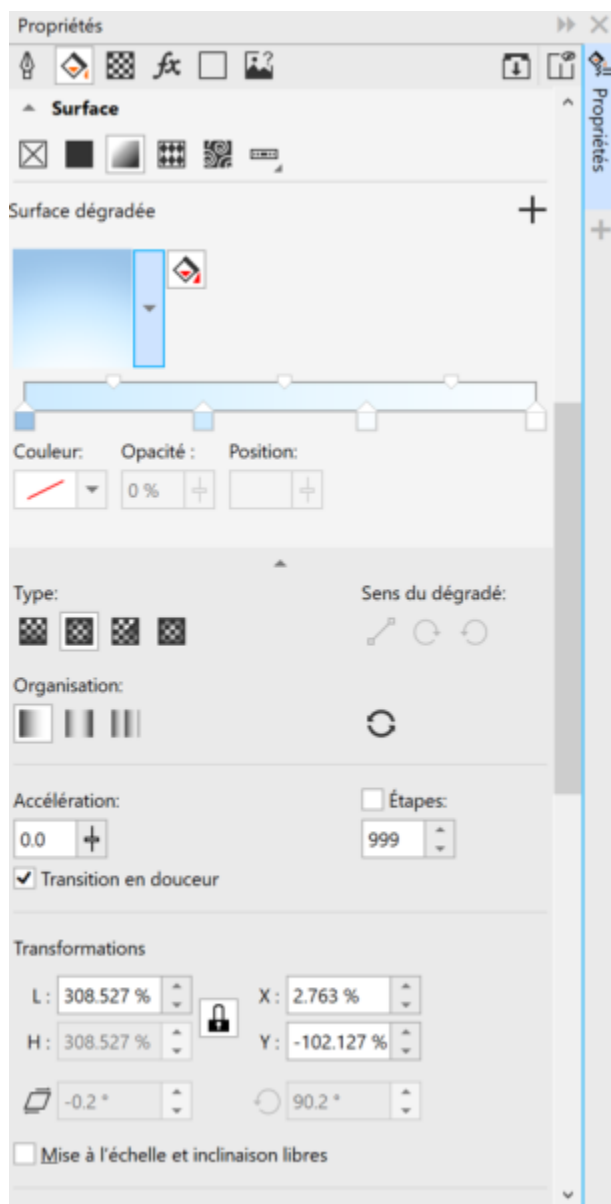 Propriétés
fx
Propriétés
Surface
Surface dégradée
Couleur: Opacité : Position:
0 %
Type: Sens du dégradé:
Organisation:
Accélération: Étapes:
0.0 999
Transition en douceur
Transformations
L : 308.527 % X : 2.763 %
H : 308.527 % Y : -102.127 %
-0.2 ° 90.2 °
Mise à l'échelle et inclinaison libres